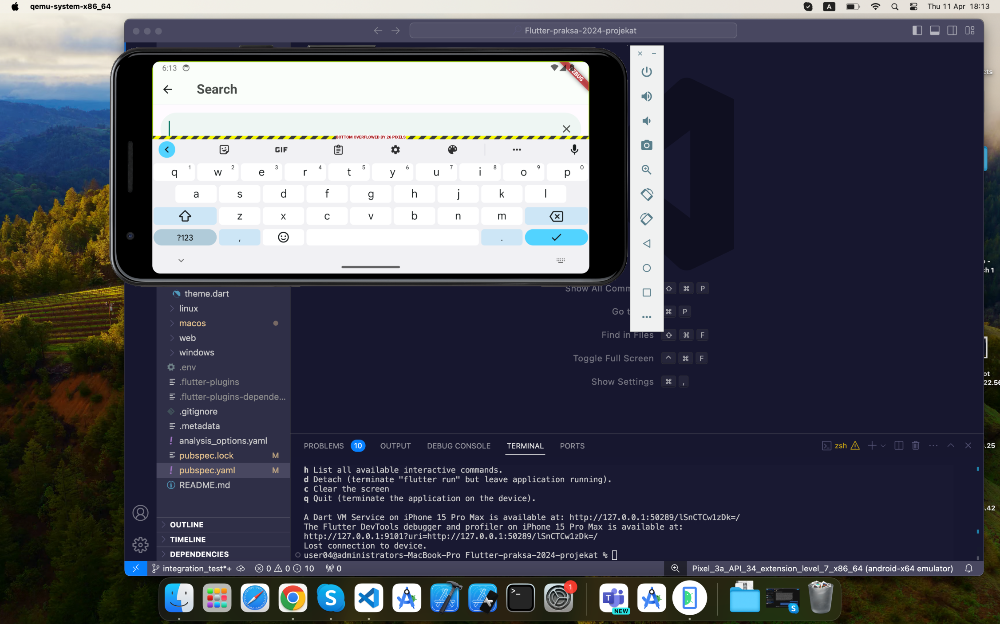 qemu-system-x86_64
A
Thu 11 Apr 18:13
Flutter-praksa-2024-projekat
6:13
Search
BOTTOM OVERFLOWED BY 26 PIXELS
GIF
q 1 w 2 e 3 r 4 t 5 y 6 u 7 i 8 o 9 p 0
a s d f g h j k l
z x c v b n m
?123 , .
Show All Comm ⇧ ⌘ P
Go t ⌘ P
Find in Files ⇧ ⌘ F
Toggle Full Screen ^ ⌘ F
Show Settings ⌘ ,
theme.dart
linux
macos
web
windows
.env
.flutter-plugins
.flutter-plugins-depende...
.gitignore
.metadata
! analysis_options.yaml
pubspec.lock M
! pubspec.yaml M
README.md
OUTLINE
TIMELINE
DEPENDENCIES
PROBLEMS 10 OUTPUT DEBUG CONSOLE TERMINAL PORTS
zsh
h List all available interactive commands.
d Detach (terminate "flutter run" but leave application running).
c Clear the screen
q Quit (terminate the application on the device).
A Dart VM Service on iPhone 15 Pro Max is available at: http://127.0.0.1:50289/lSnCTCw1zDk=/
The Flutter DevTools debugger and profiler on iPhone 15 Pro Max is available at:
http://127.0.0.1:9101?uri=http://127.0.0.1:50289/lSnCTCw1zDk=/
Lost connection to device.
user04@administrators-MacBook-Pro Flutter-praksa-2024-projekat %
integration_test*+ 0 0 10 0
Pixel_3a_API_34_extension_level_7_x86_64 (android-x64 emulator)
1
NEW